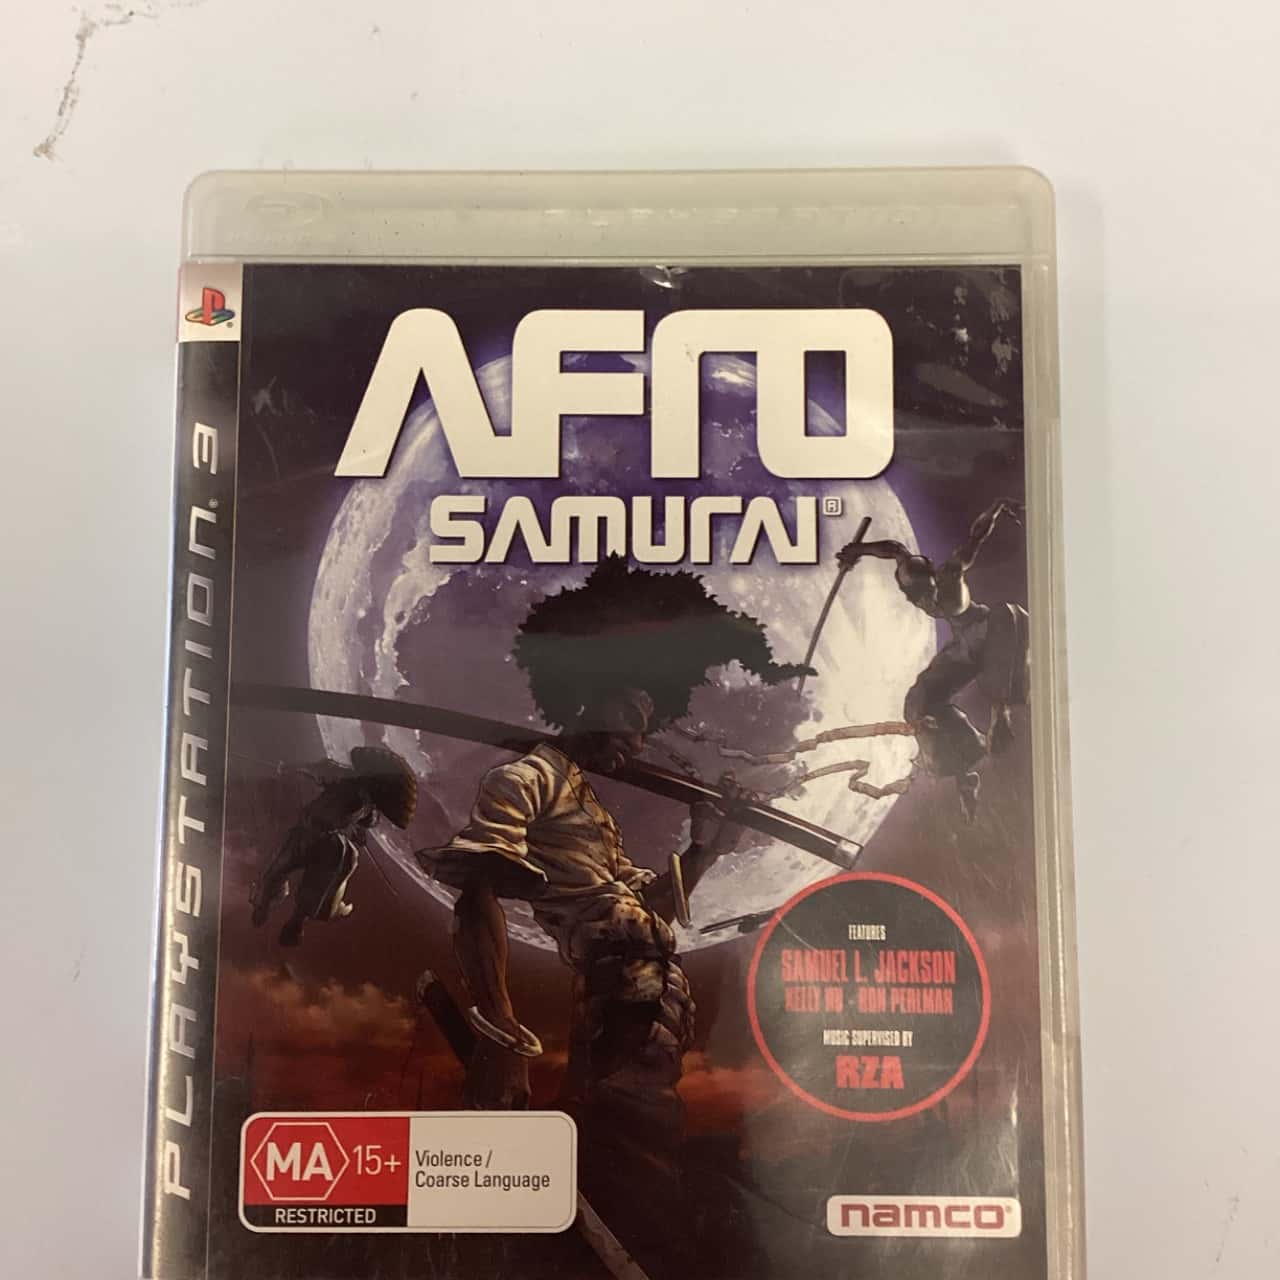 PLAYSTATION 3
AFRO
SAMURAI®
FEATURES
SAMUEL L. JACKSON
KELLY HU - RON PERLMAN
MUSIC SUPERVISED BY
RZA
MA 15+
Violence /
Coarse Language
RESTRICTED
namco®